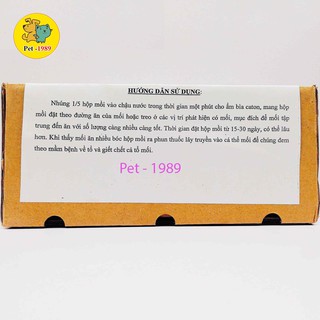 Pet -1989
HƯỚNG DẪN SỬ DỤNG:
Nhúng 1/5 hộp mồi vào chậu nước trong thời gian một phút cho ẩm bìa caton, mang hộp
mồi đặt theo đường ăn của mối hoặc treo ở các vị trí phát hiện có mối, mục đích để mối tập
trung đến ăn với số lượng càng nhiều càng tốt. Thời gian đặt hộp mồi từ 15-30 ngày, có thể lâu
hơn. Khi thấy mối ăn nhiều bóc hộp mồi ra phun thuốc lây truyền vào cả tổ mối để chúng đem
theo mầm bệnh về tổ và giết chết cả tổ mối.
Pet - 1989